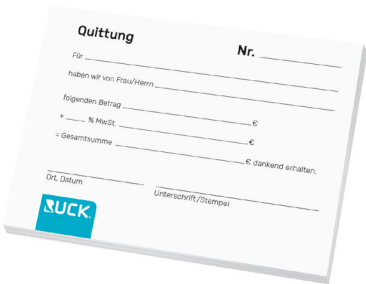 Quittung
Nr.
Für
haben wir von Frau/Herrn
folgenden Betrag €
+ % MwSt. €
= Gesamtsumme € dankend erhalten.
Ort, Datum
Unterschrift/Stempel
RUCK